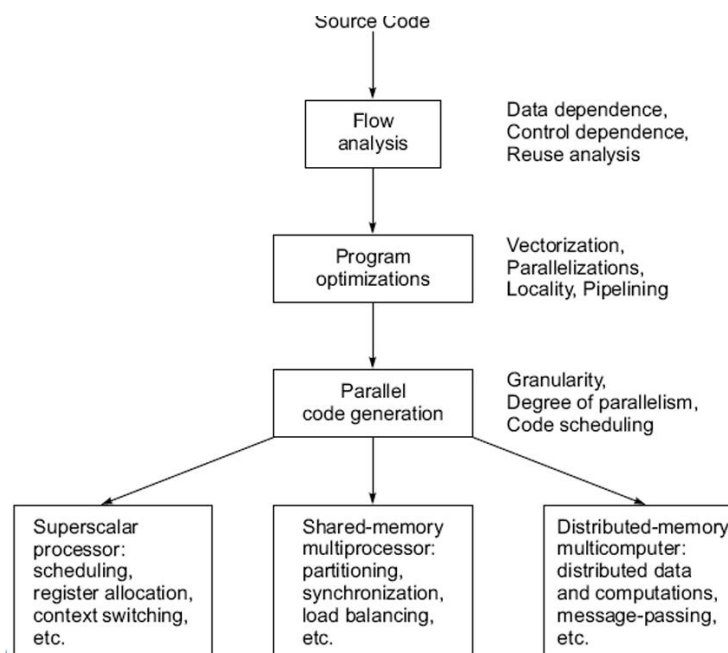 Source Code
Flow
analysis
Data dependence,
Control dependence,
Reuse analysis
Program
optimizations
Vectorization,
Parallelizations,
Locality, Pipelining
Parallel
code generation
Granularity,
Degree of parallelism,
Code scheduling
Superscalar
processor:
scheduling,
register allocation,
context switching,
etc.
Shared-memory
multiprocessor:
partitioning,
synchronization,
load balancing,
etc.
Distributed-memory
multicomputer:
distributed data
and computations,
message-passing,
etc.